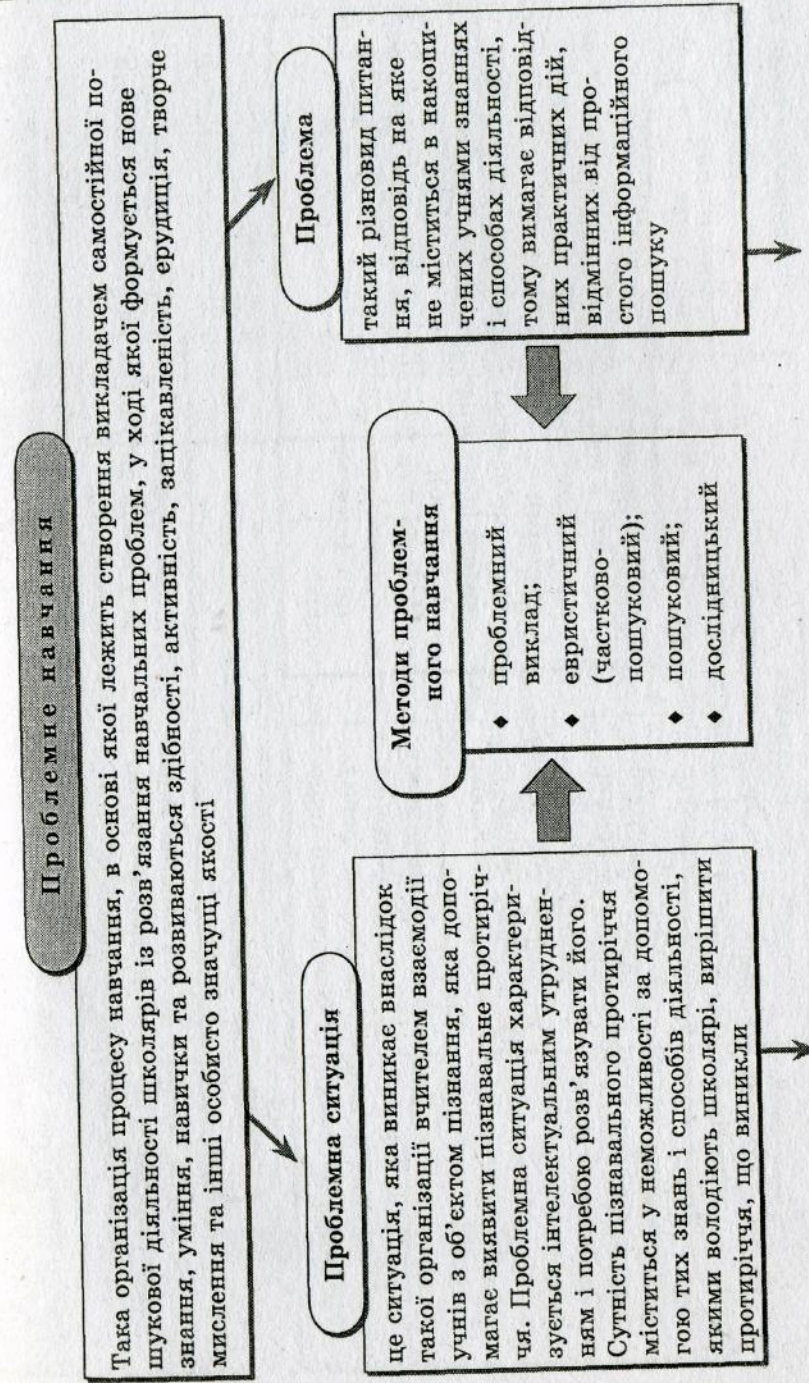 Проблемне навчання
Така організація процесу навчання, в основі якої лежить створення викладачем самостійної по-
шукової діяльності школярів із розв'язання навчальних проблем, у ході якої формується нове
знання, уміння, навички та розвиваються здібності, активність, зацікавленість, ерудиція, творче
мислення та інші особисто значущі якості
Проблемна ситуація
це ситуація, яка виникає внаслідок
такої організації вчителем взаємодії
учнів з об'єктом пізнання, яка допо-
магає виявити пізнавальне протиріч-
чя. Проблемна ситуація характери-
зується інтелектуальним утруднен-
ням і потребою розв'язувати його.
Сутність пізнавального протиріччя
міститься у неможливості за допомо-
гою тих знань і способів діяльності,
якими володіють школярі, вирішити
протиріччя, що виникли
Методи проблем-
ного навчання
♦ проблемний
виклад;
♦ евристичний
(частково-
пошуковий);
♦ пошуковий;
♦ дослідницький
Проблема
такий різновид питан-
ня, відповідь на яке
не міститься в накопи-
чених учнями знаннях
і способах діяльності,
тому вимагає відповід-
них практичних дій,
відмінних від про-
стого інформаційного
пошуку